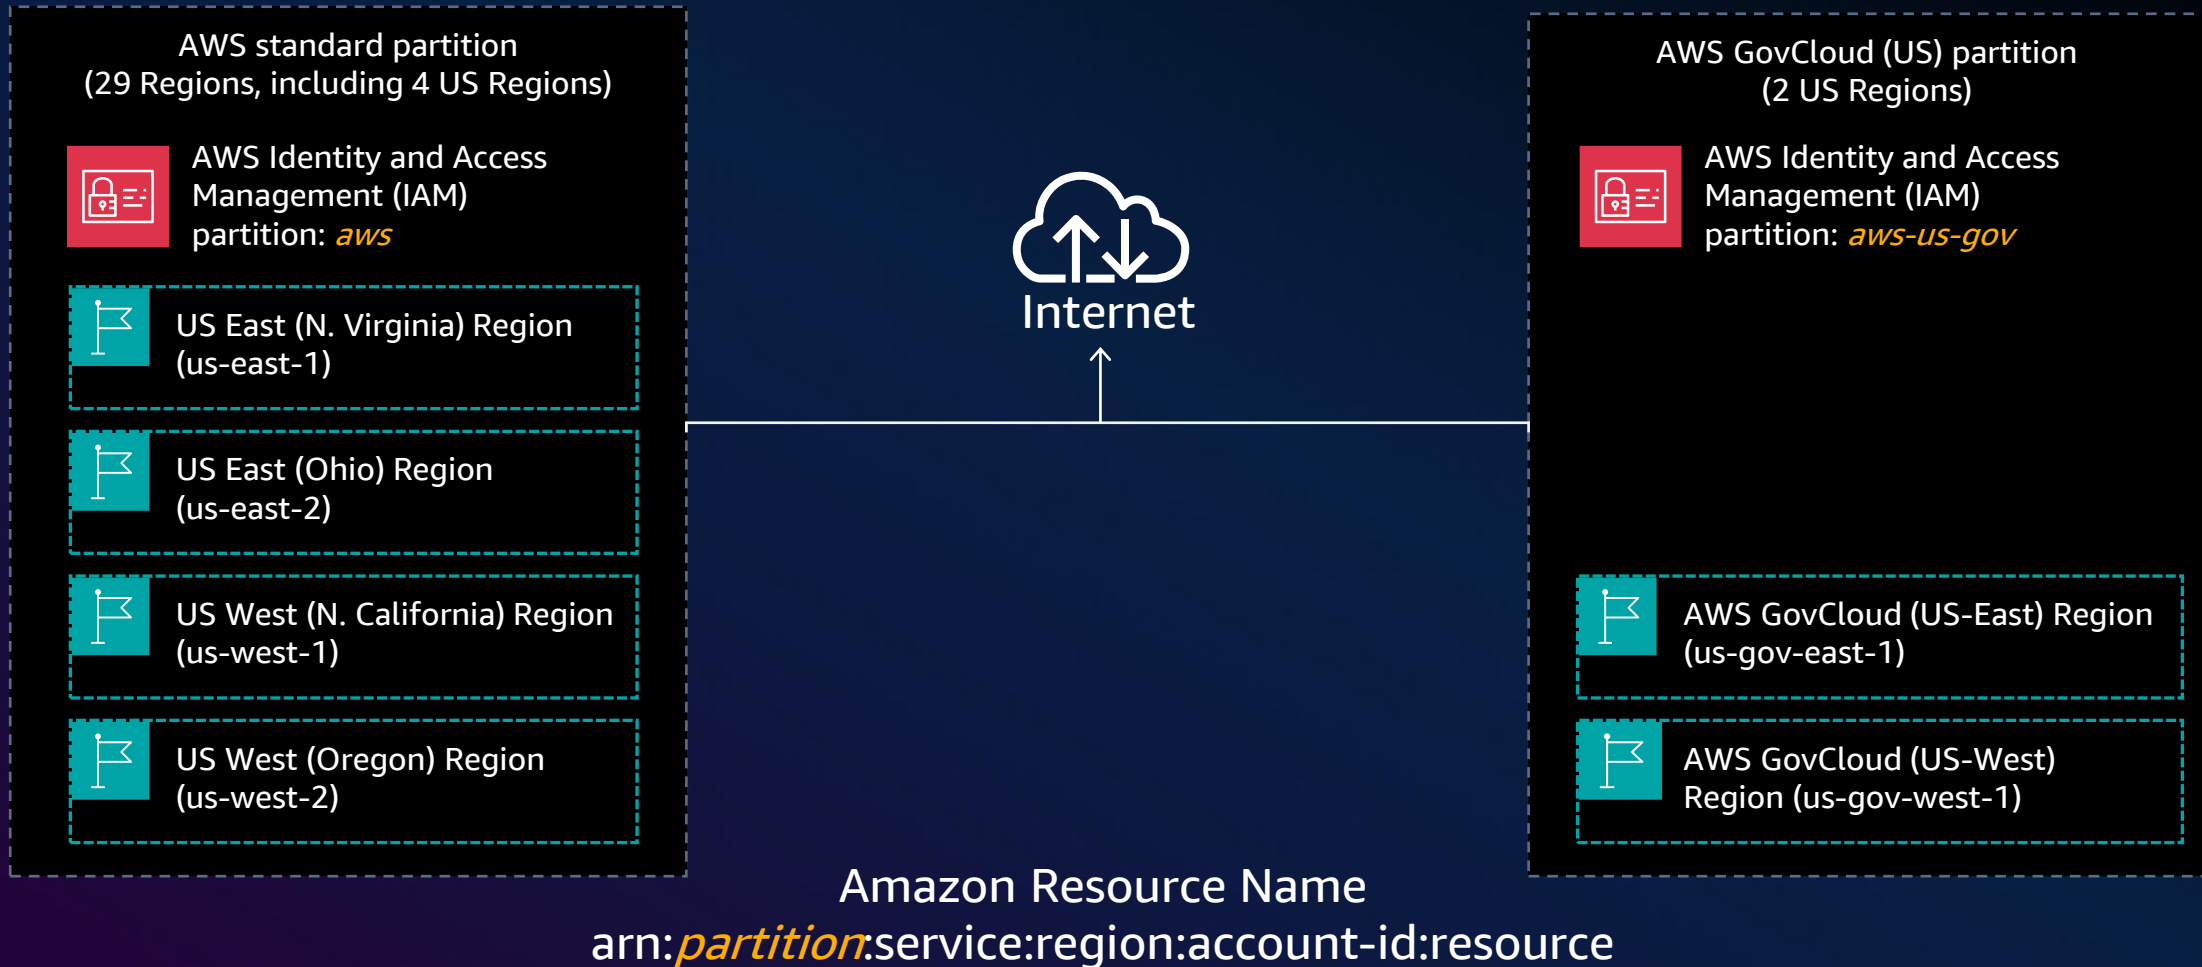 AWS standard partition
(29 Regions, including 4 US Regions)
AWS Identity and Access
Management (IAM)
partition: aws
US East (N. Virginia) Region
(us-east-1)
US East (Ohio) Region
(us-east-2)
US West (N. California) Region
(us-west-1)
US West (Oregon) Region
(us-west-2)
Internet
AWS GovCloud (US) partition
(2 US Regions)
AWS Identity and Access
Management (IAM)
partition: aws-us-gov
AWS GovCloud (US-East) Region
(us-gov-east-1)
AWS GovCloud (US-West)
Region (us-gov-west-1)
Amazon Resource Name
arn:partition:service:region:account-id:resource